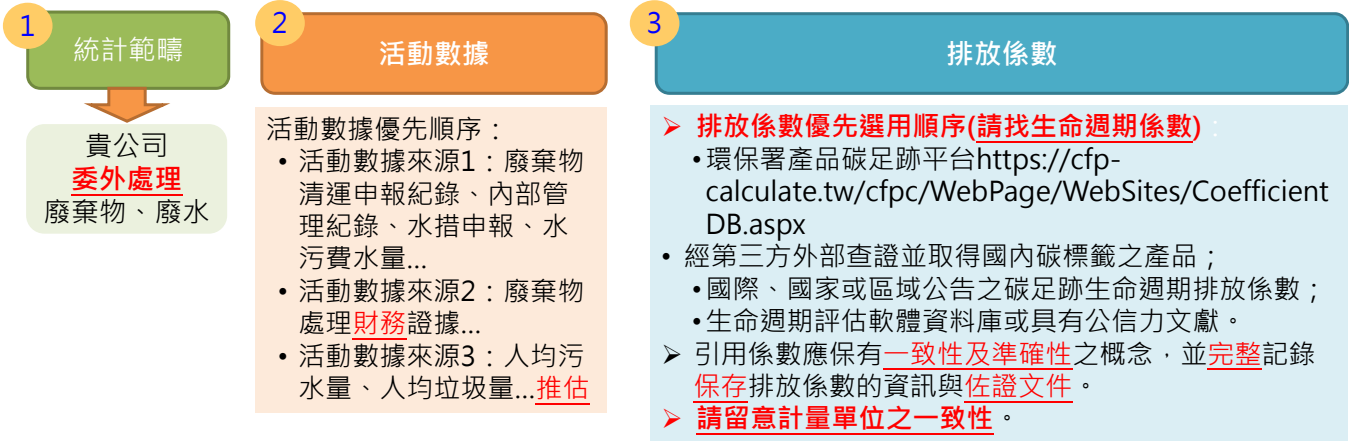 1
統計範疇
貴公司
委外處理
廢棄物、廢水
2
活動數據
活動數據優先順序：
• 活動數據來源1：廢棄物
清運申報紀錄、內部管
理紀錄、水措申報、水
污費水量…
• 活動數據來源2：廢棄物
處理財務證據…
• 活動數據來源3：人均污
水量、人均垃圾量…推估
3
排放係數
➢ 排放係數優先選用順序(請找生命週期係數)：
•環保署產品碳足跡平台https://cfp-
calculate.tw/cfpc/WebPage/WebSites/Coefficient
DB.aspx
• 經第三方外部查證並取得國內碳標籤之產品；
•國際、國家或區域公告之碳足跡生命週期排放係數；
•生命週期評估軟體資料庫或具有公信力文獻。
➢ 引用係數應保有一致性及準確性之概念，並完整記錄
保存排放係數的資訊與佐證文件。
➢ 請留意計量單位之一致性。